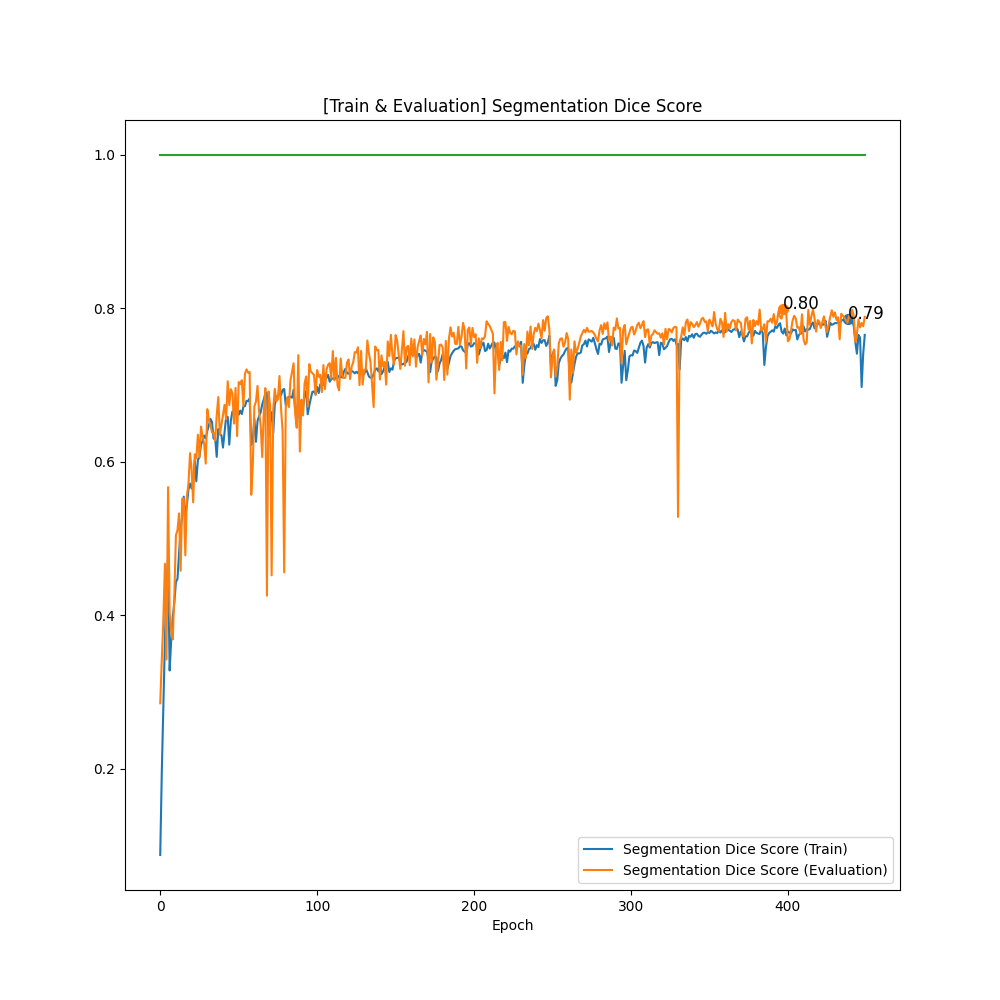 [Train & Evaluation] Segmentation Dice Score
1.0
0.8
0.6
0.4
0.2
0.80
0.79
Segmentation Dice Score (Train)
Segmentation Dice Score (Evaluation)
0 100 200 300 400
Epoch